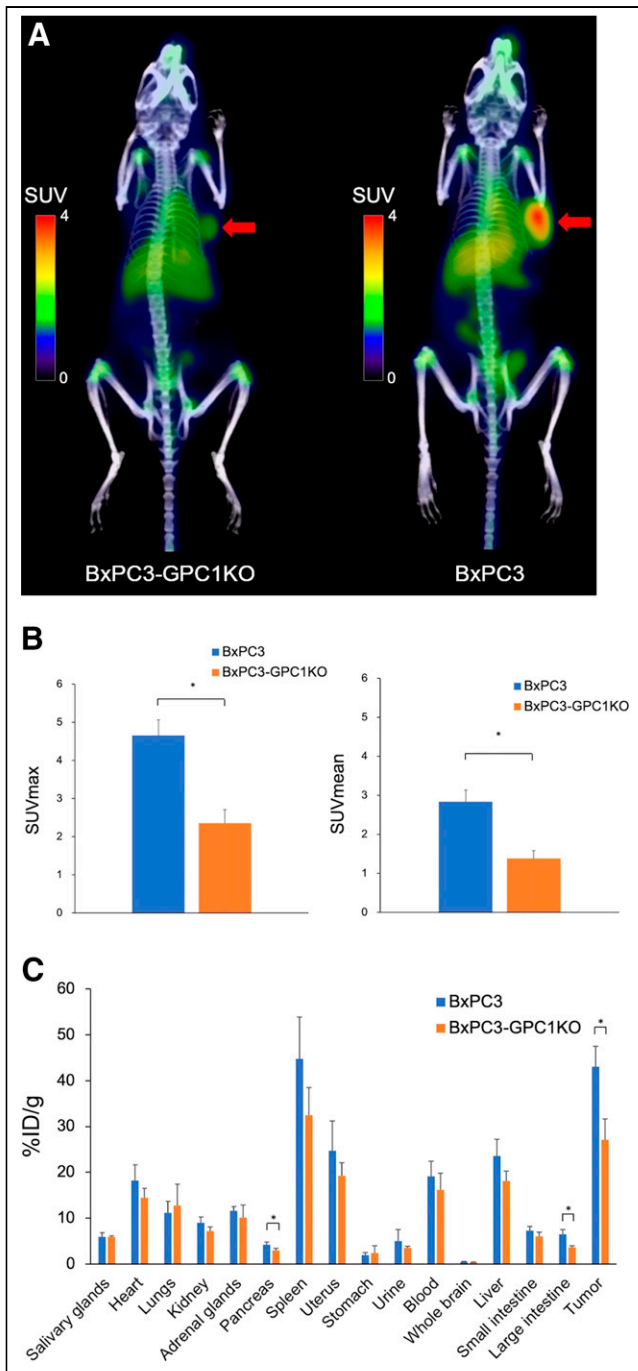 A
SUV
4
0
SUV
4
0
BxPC3-GPC1KO
BxPC3
B
BxPC3
BxPC3-GPC1KO
*
SUVmax
6
5
4
3
2
1
0
BxPC3
BxPC3-GPC1KO
*
SUVmean
6
5
4
3
2
1
0
C
BxPC3
BxPC3-GPC1KO
%ID/g
60
50
40
30
20
10
0
*
*
*
Salivary glands
Heart
Lungs
Kidney
Adrenal glands
Pancreas
Spleen
Uterus
Stomach
Urine
Blood
Whole brain
Liver
Small intestine
Large intestine
Tumor